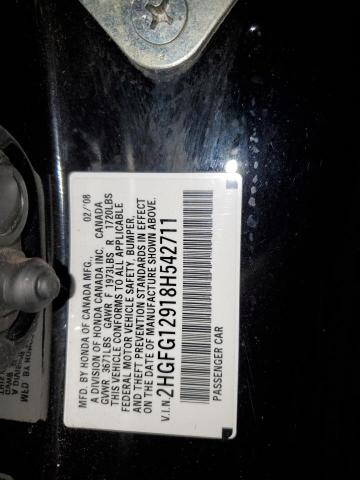 MFD. BY HONDA OF CANADA MFG. 02/'08
A DIVISION OF HONDA CANADA INC. CANADA
GVWR 3671LBS GAWR F 1973LBS R 1720LBS
THIS VEHICLE CONFORMS TO ALL APPLICABLE
FEDERAL MOTOR VEHICLE SAFETY, BUMPER,
AND THEFT PREVENTION STANDARDS IN EFFECT
ON THE DATE OF MANUFACTURE SHOWN ABOVE.
V.I.N. 2HGFG12918H542711
PASSENGER CAR